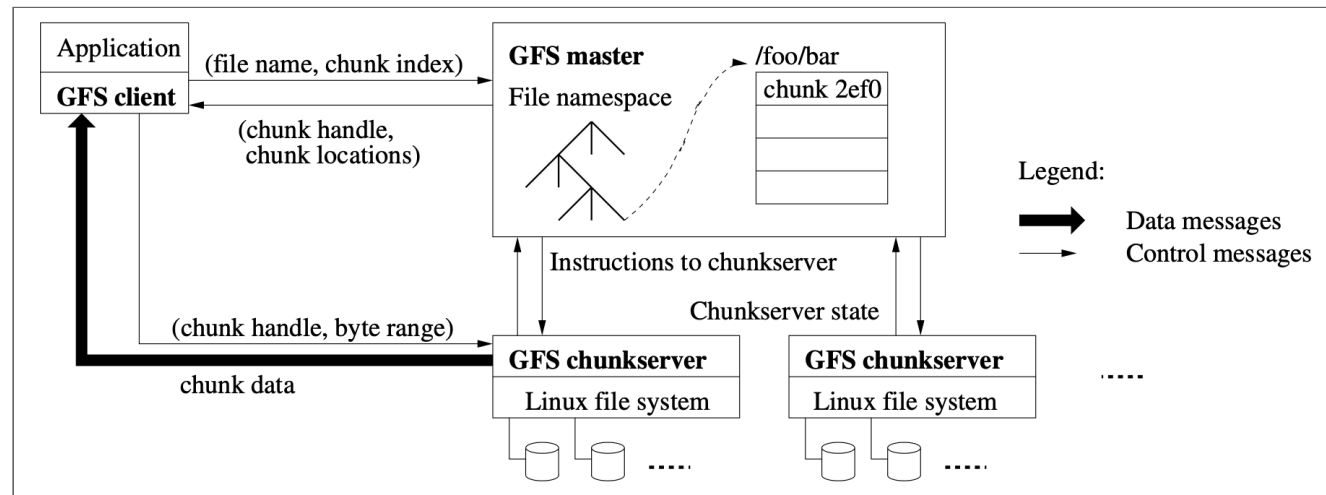 Application
GFS client
(file name, chunk index)
(chunk handle,
chunk locations)
GFS master
File namespace
/foo/bar
chunk 2ef0
Legend:
Data messages
Control messages
Instructions to chunkserver
Chunkserver state
(chunk handle, byte range)
chunk data
GFS chunkserver
Linux file system
GFS chunkserver
Linux file system